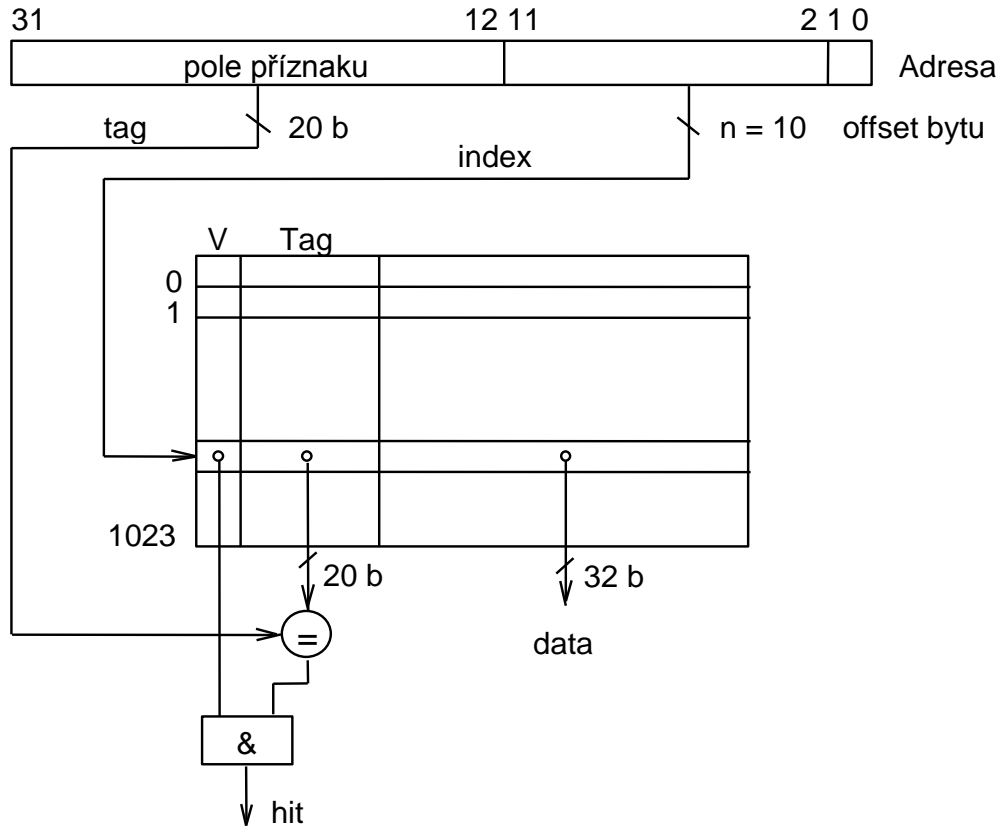 31 12 11 2 1 0
pole příznaku Adresa
tag 20 b n = 10 offset bytu
index
V Tag
0
1
1023
20 b 32 b
=
data
&
hit